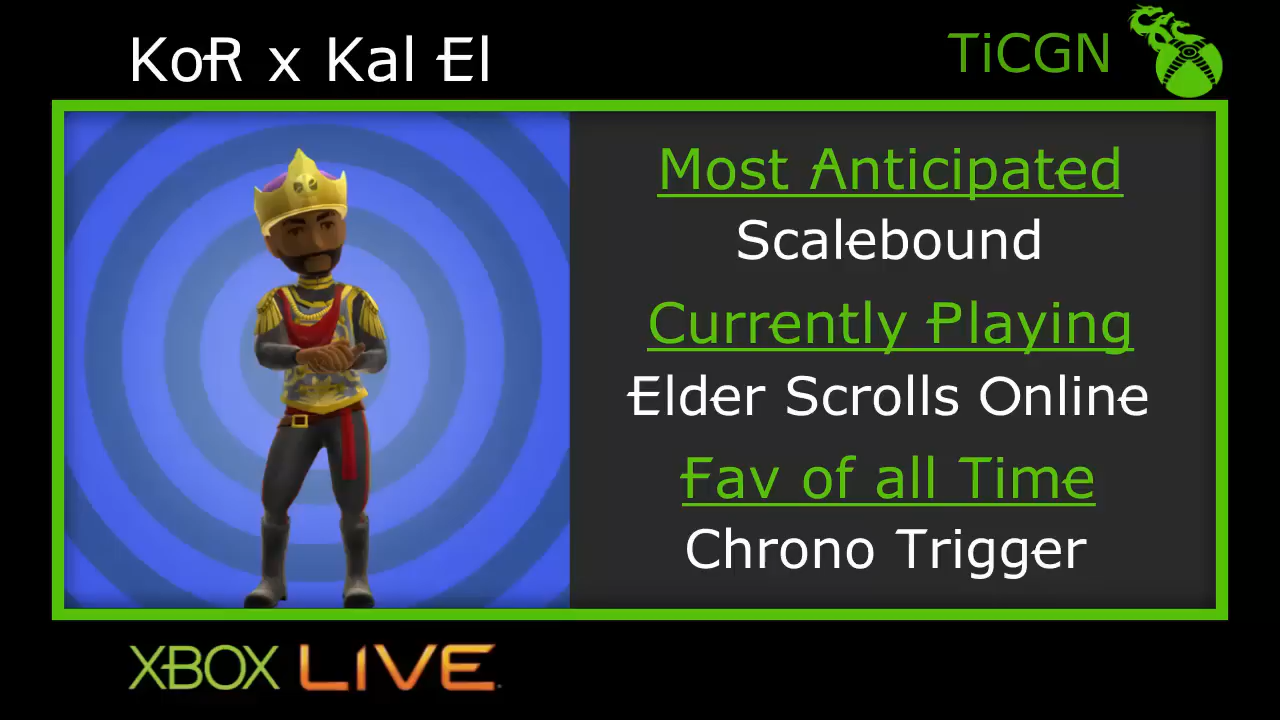 KoR x Kal El
TiCGN
Most Anticipated
Scalebound
Currently Playing
Elder Scrolls Online
Fav of all Time
Chrono Trigger
XBOX LIVE